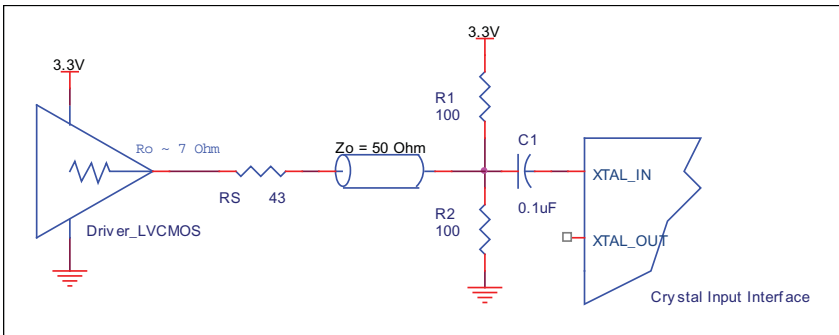 3.3V
3.3V
R1
100
Ro ~ 7 Ohm
Zo = 50 Ohm
C1
RS 43
0.1uF
XTAL_IN
R2
100
XTAL_OUT
Driver_LVCMOS
Crystal Input Interface